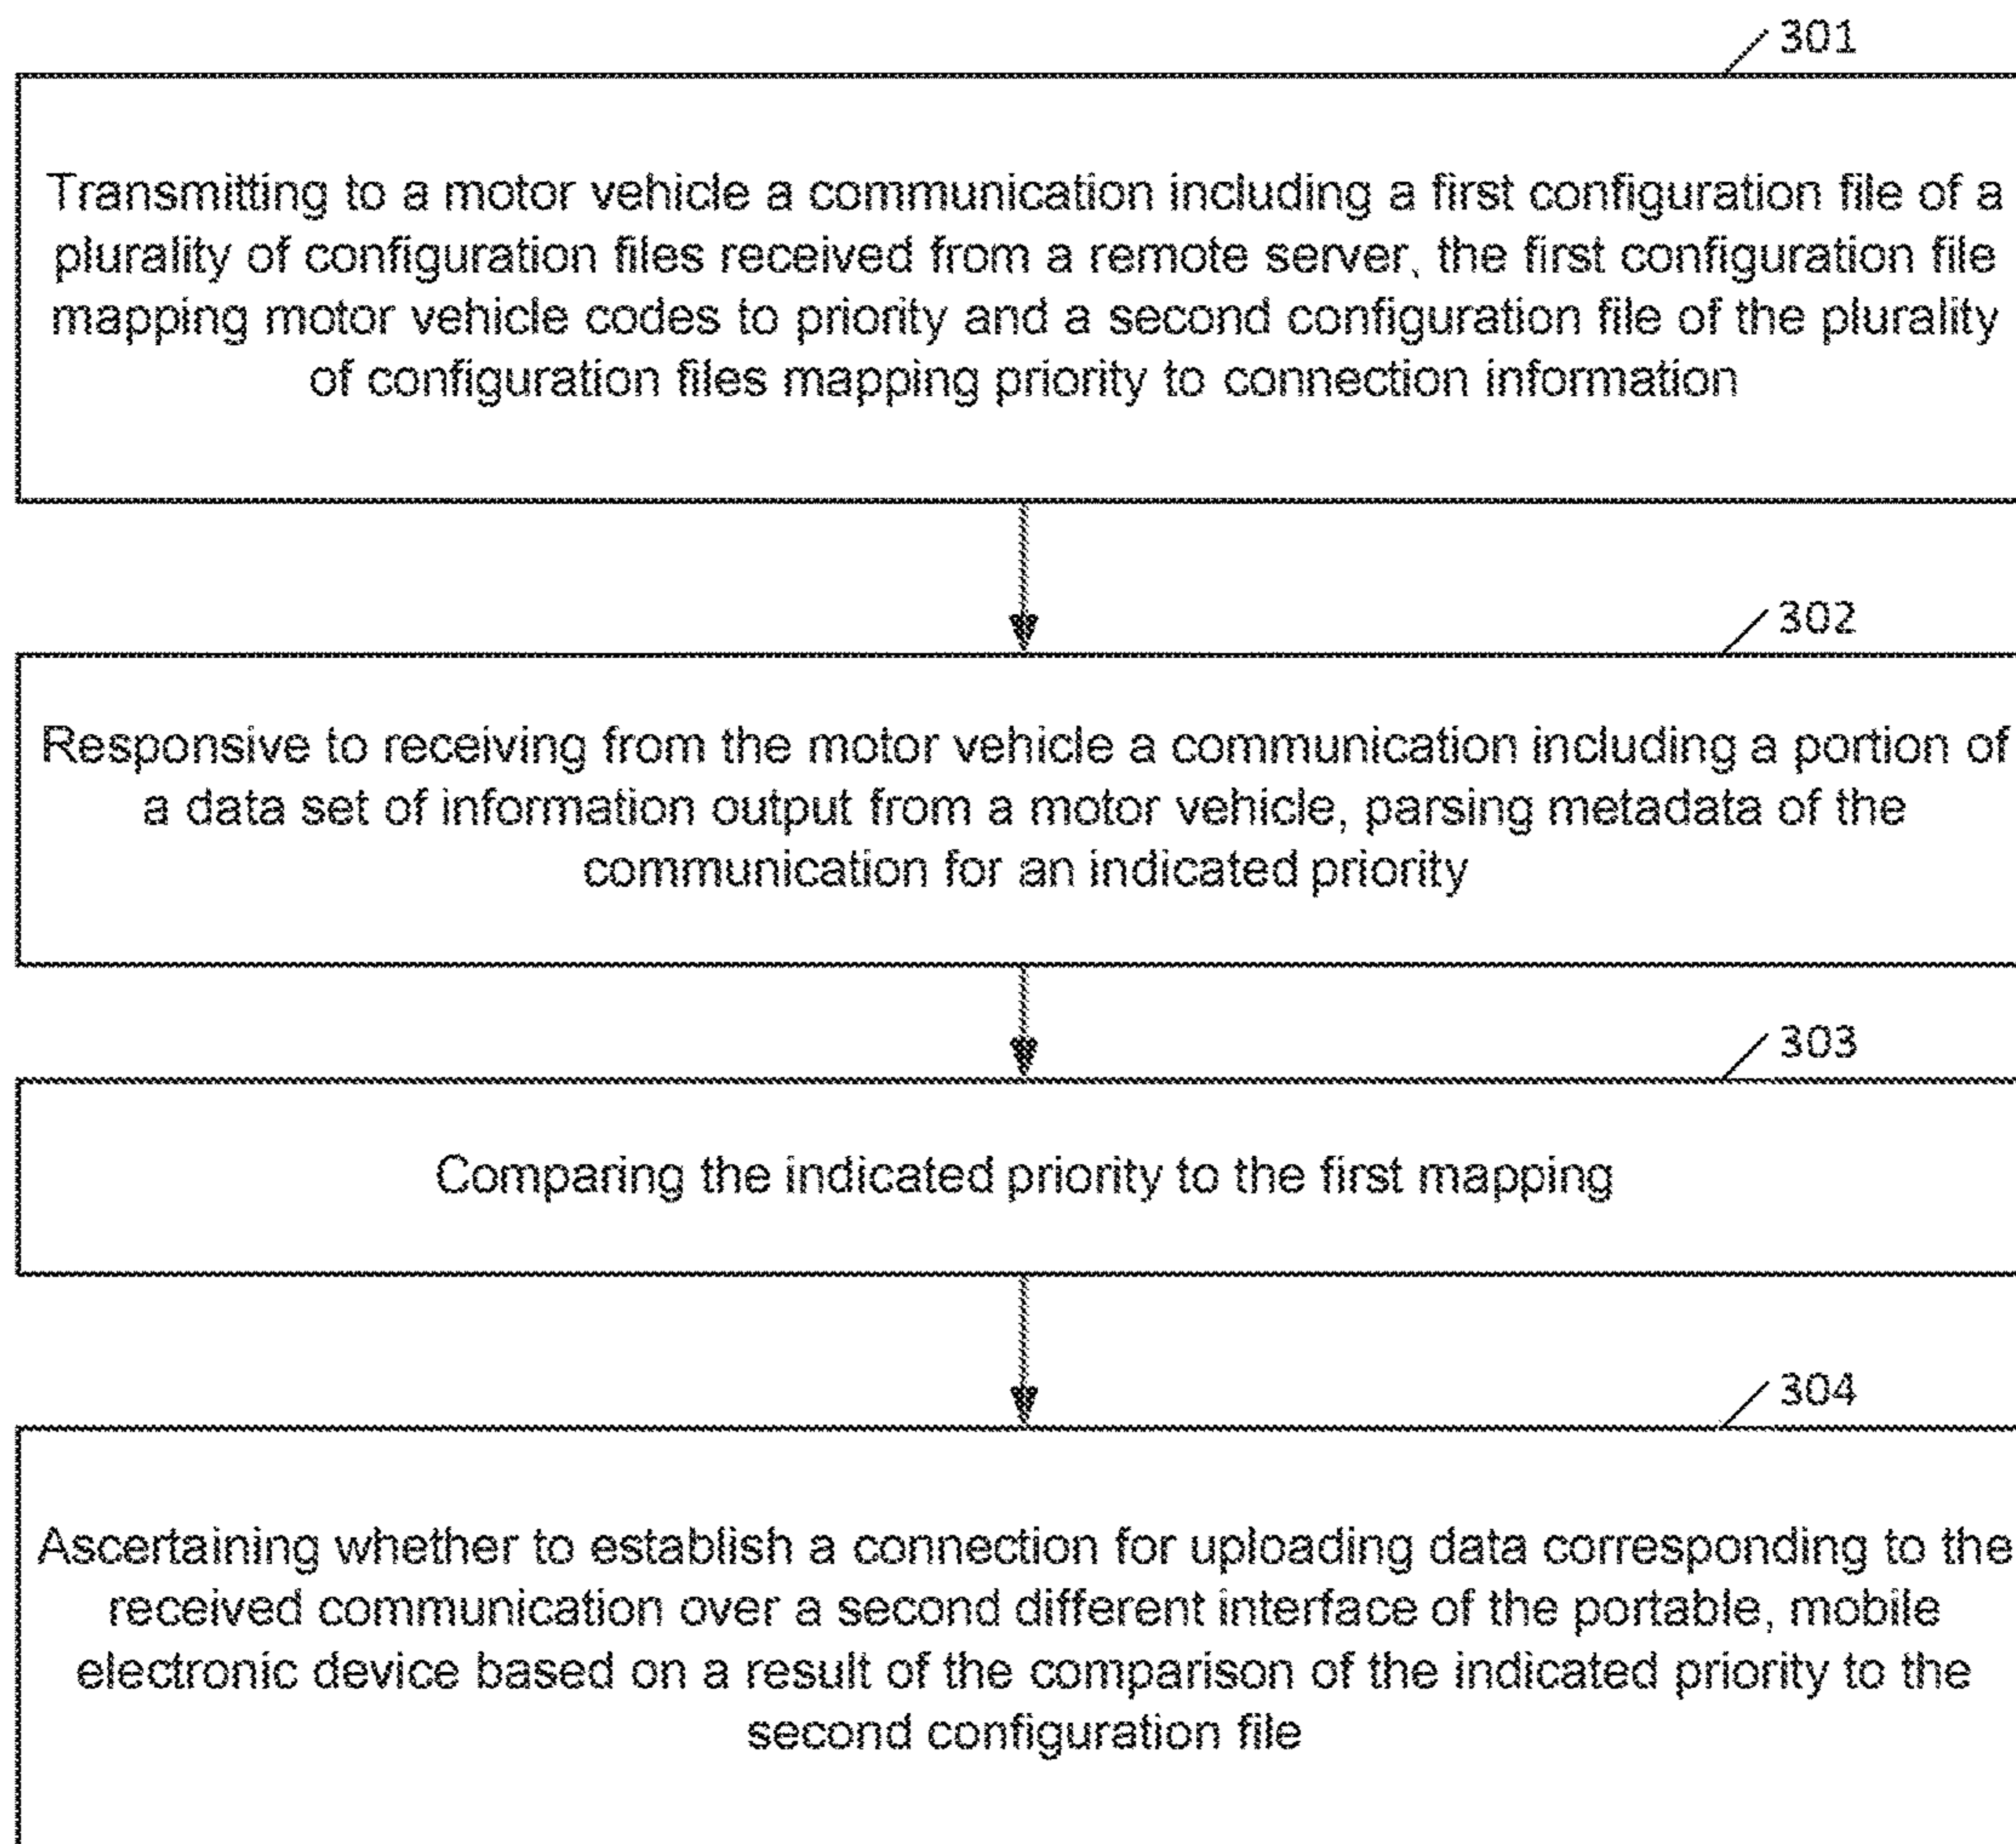 301
Transmitting to a motor vehicle a communication including a first configuration file of a
plurality of configuration files received from a remote server, the first configuration file
mapping motor vehicle codes to priority and a second configuration file of the plurality
of configuration files mapping priority to connection information
302
Responsive to receiving from the motor vehicle a communication including a portion of
a data set of information output from a motor vehicle, parsing metadata of the
communication for an indicated priority
303
Comparing the indicated priority to the first mapping
304
Ascertaining whether to establish a connection for uploading data corresponding to the
received communication over a second different interface of the portable, mobile
electronic device based on a result of the comparison of the indicated priority to the
second configuration file